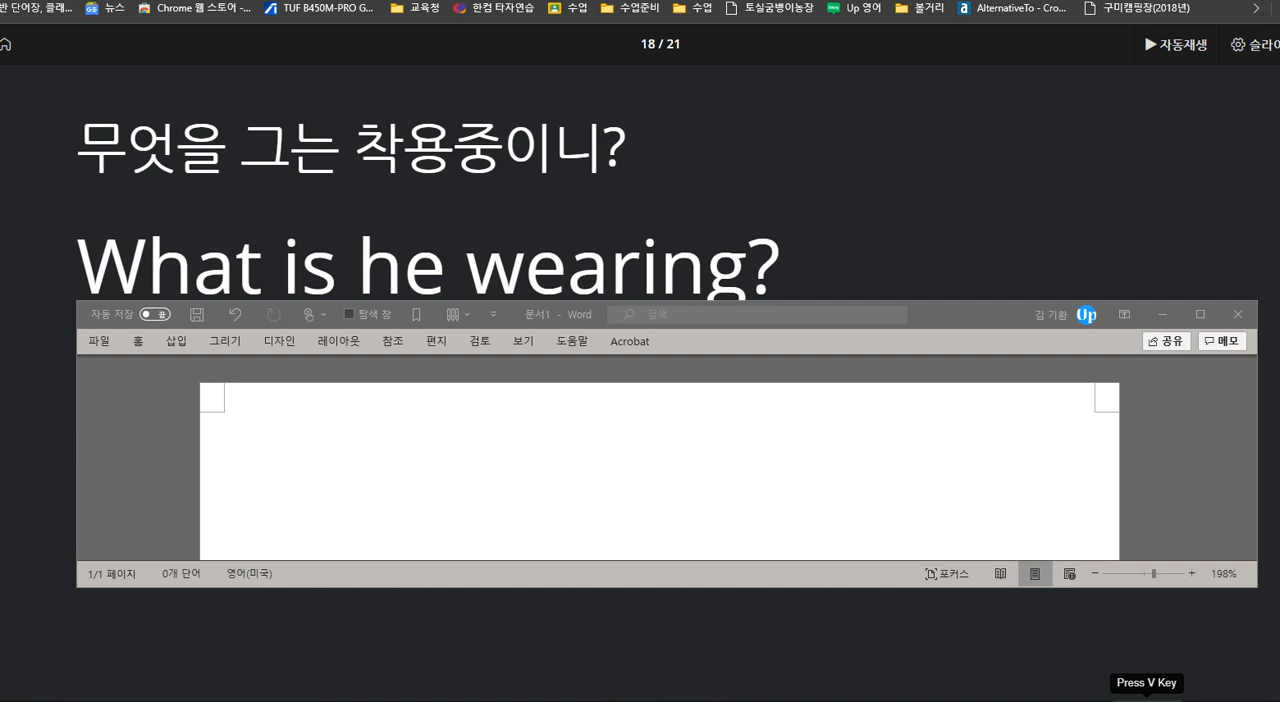 반 단어장, 클래... 뉴스 Chrome 웹 스토어 -... TUF B450M-PRO G... 교육청 한컴 타자연습 수업 수업준비 수업 토실굼벵이농장 Up 영어 볼거리 AlternativeTo - Cro... 구미캠핑장(2018년)
18 / 21 자동재생 슬라이
무엇을 그는 착용중이니?
What is he wearing?
자동 저장 끔 탐색 창 문서1 - Word 검색 김 기환 Up
파일 홈 삽입 그리기 디자인 레이아웃 참조 편지 검토 보기 도움말 Acrobat 공유 메모
1/1 페이지 0개 단어 영어(미국) 포커스 198%
Press V Key